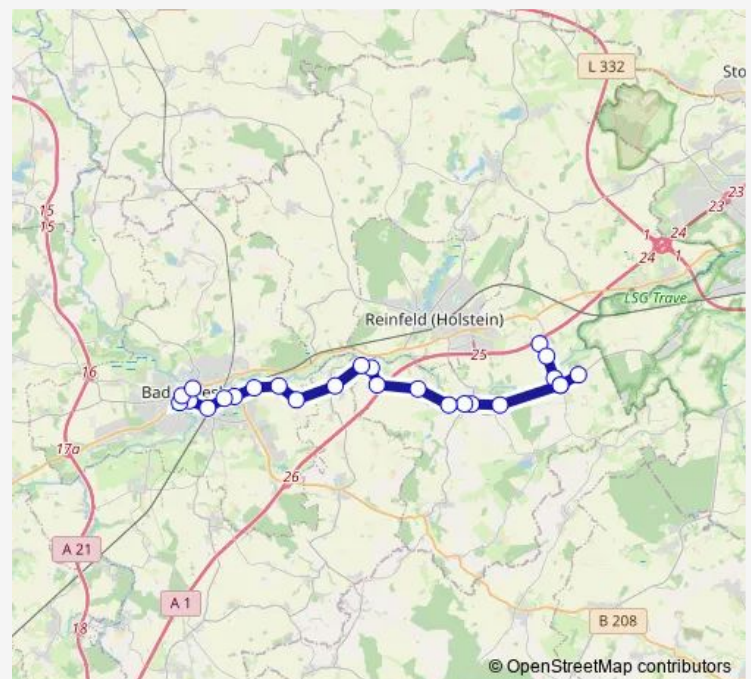 L 332
Sto
15
15
23
23
1
24
24
1
LSG Trave
Reinfeld (Holstein)
25
16
Bad
esl
17a
26
A 21
A 1
18
B 208
© OpenStreetMap contributors